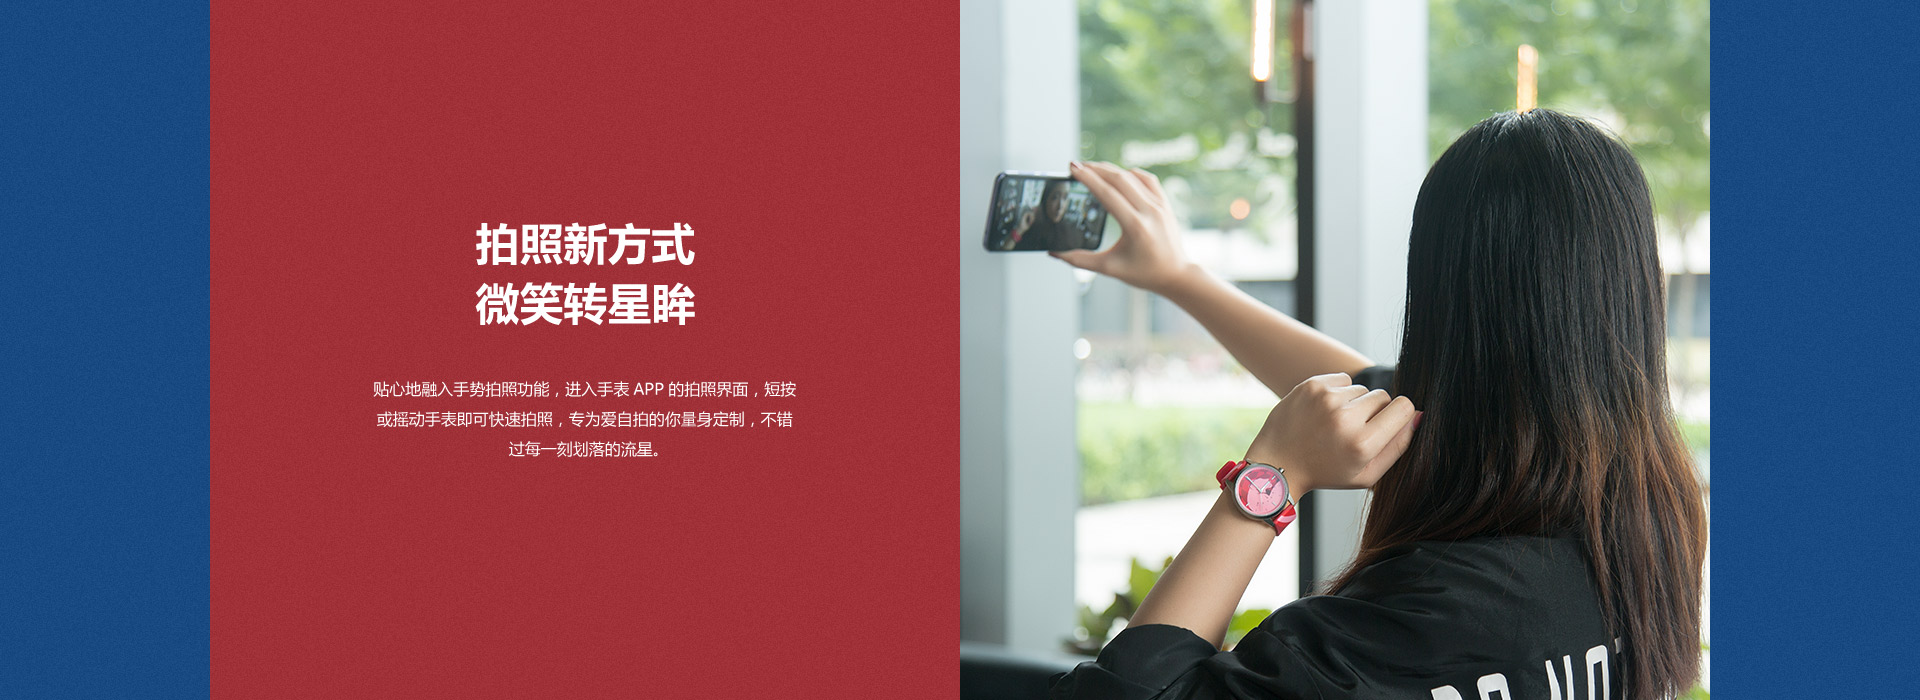 拍照新方式
微笑转星眸
贴心地融入手势拍照功能，进入手表 APP 的拍照界面，短按
或摇动手表即可快速拍照，专为爱自拍的你量身定制，不错
过每一刻划落的流星。
DO NOT